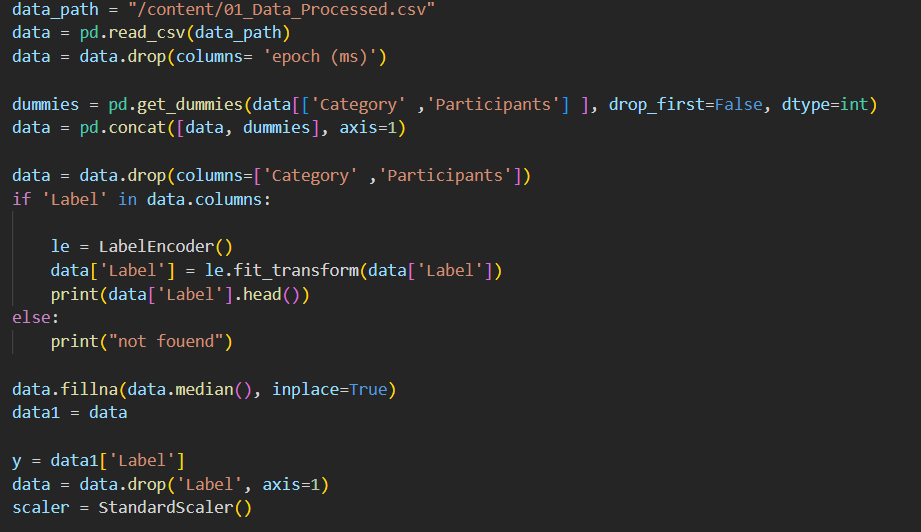 data_path = "/content/01_Data_Processed.csv"
data = pd.read_csv(data_path)
data = data.drop(columns= 'epoch (ms)')
dummies = pd.get_dummies(data[['Category' ,'Participants'] ], drop_first=False, dtype=int)
data = pd.concat([data, dummies], axis=1)
data = data.drop(columns=['Category' ,'Participants'])
if 'Label' in data.columns:
    le = LabelEncoder()
    data['Label'] = le.fit_transform(data['Label'])
    print(data['Label'].head())
else:
    print("not fouend")
data.fillna(data.median(), inplace=True)
data1 = data
y = data1['Label']
data = data.drop('Label', axis=1)
scaler = StandardScaler()